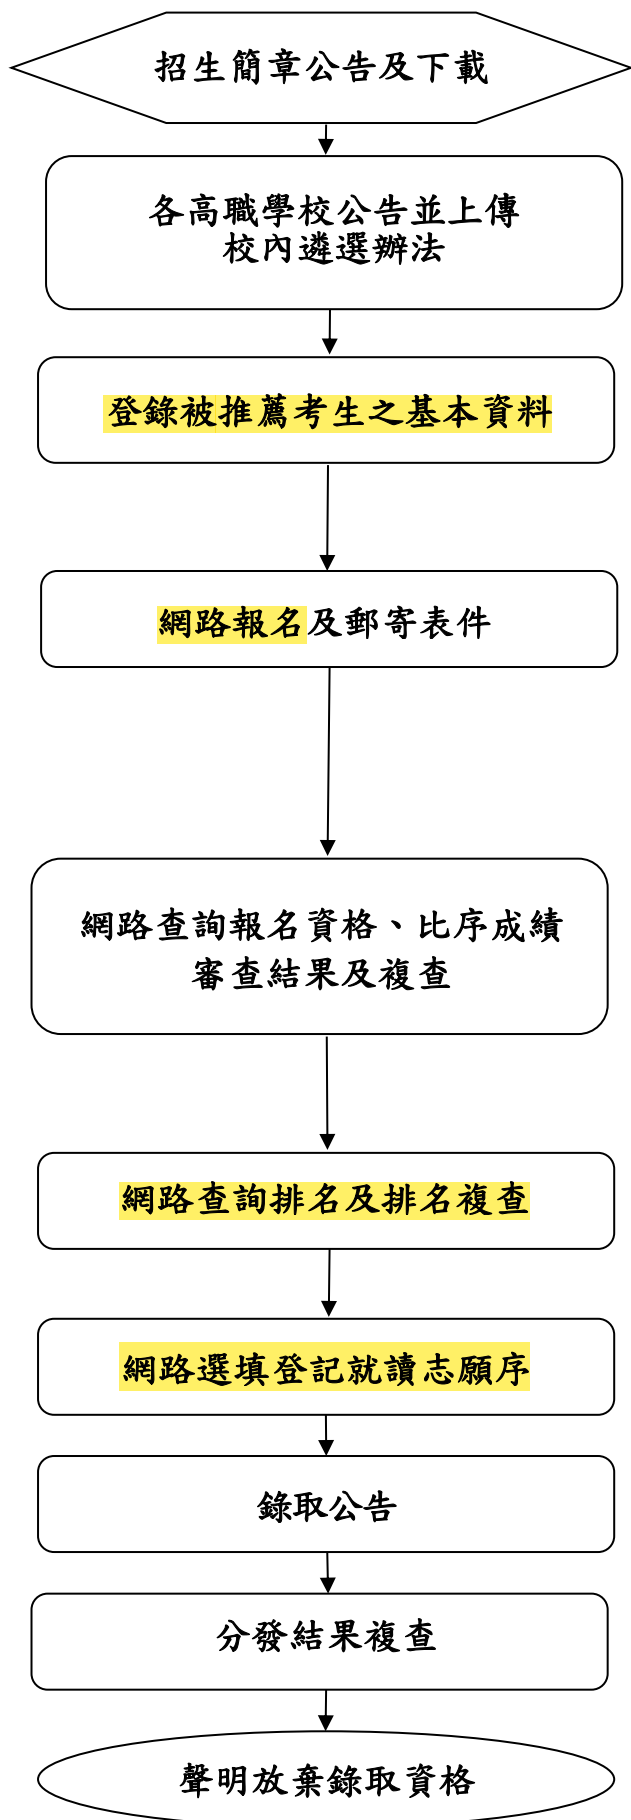 招生簡章公告及下載
各高職學校公告並上傳
校內遴選辦法
登錄被推薦考生之基本資料
網路報名及郵寄表件
網路查詢報名資格、比序成績
審查結果及複查
網路查詢排名及排名複查
網路選填登記就讀志願序
錄取公告
分發結果複查
聲明放棄錄取資格